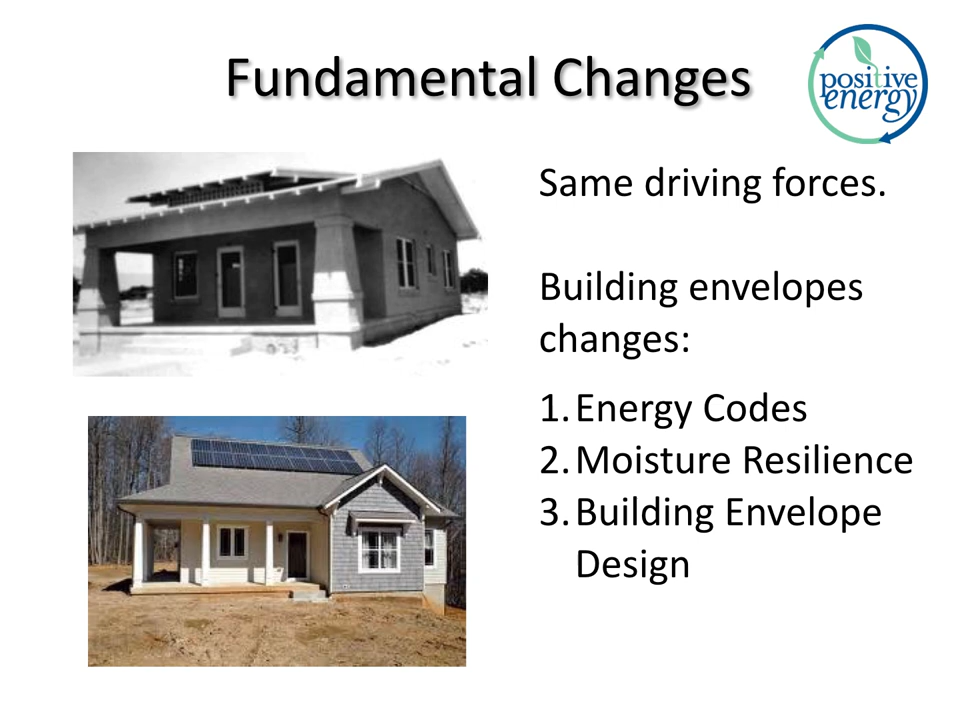 Fundamental Changes
positive
energy
Same driving forces.
Building envelopes
changes:
1. Energy Codes
2. Moisture Resilience
3. Building Envelope
Design